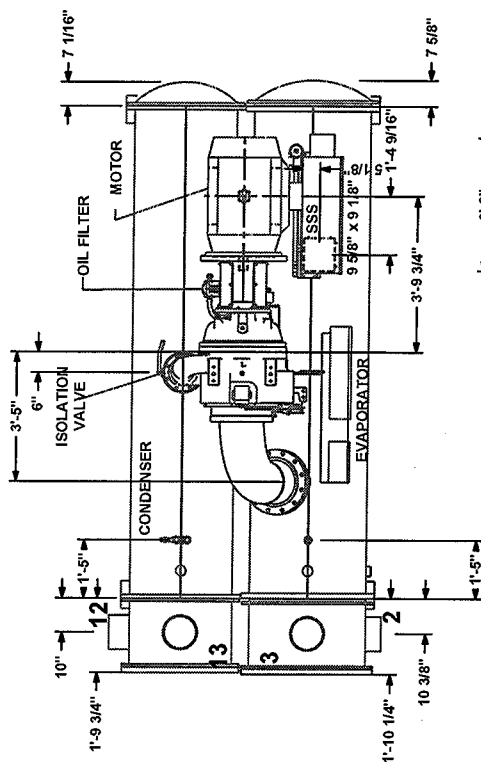 7 1/16"
7 5/8"
MOTOR
OIL FILTER
5 1/8"
1'-4 9/16"
SSS
9 5/8" x 9 1/8"
3'-9 3/4"
ISOLATION
VALVE
6"
3'-5"
EVAPORATOR
CONDENSER
1'-5"
1'-5"
12
2
10"
10 3/8"
13
3
1'-9 3/4"
1'-10 1/4"